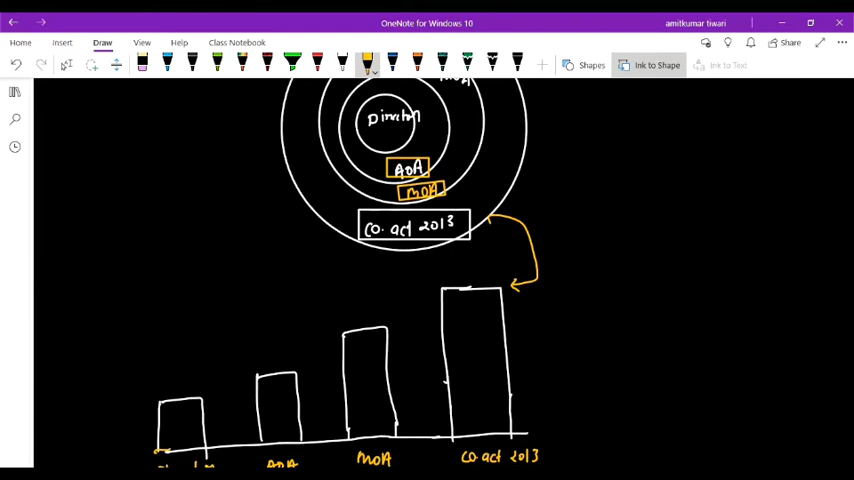 OneNote for Windows 10
amitkumar tiwari
Home Insert Draw View Help Class Notebook
Share
Shapes Ink to Shape Ink to Text
MOA
Director
AOA
MOA
co. act 2013
AOA MOA co. act 2013